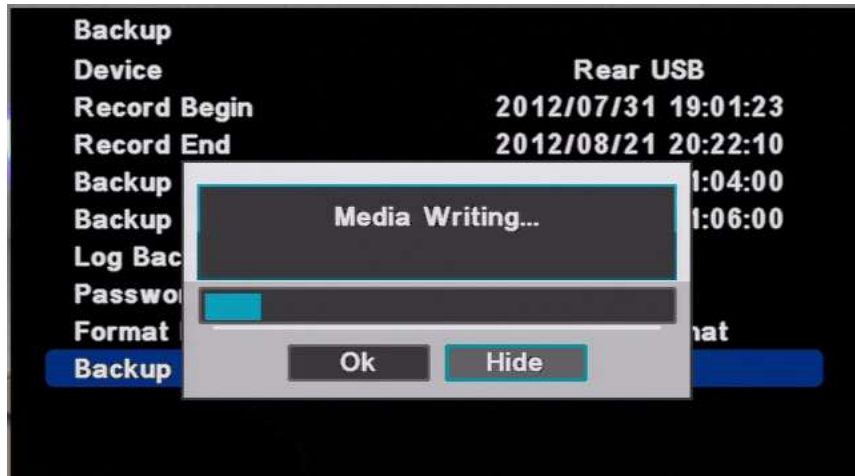 Backup
Device Rear USB
Record Begin 2012/07/31 19:01:23
Record End 2012/08/21 20:22:10
Backup 1:04:00
Backup 1:06:00
Media Writing...
Log Bac
Passwo
Format
Ok Hide
Backup